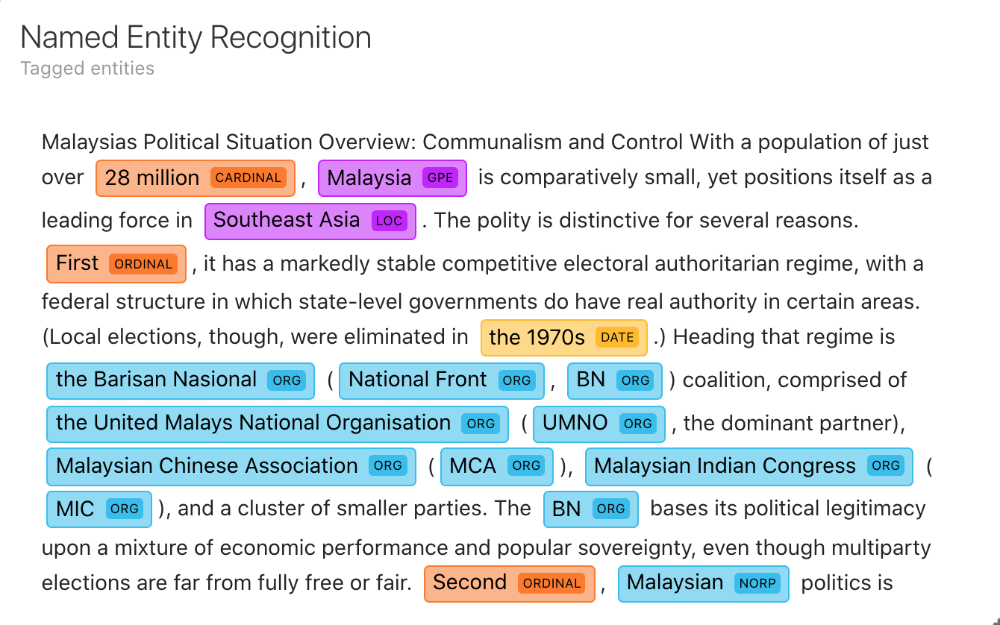 Named Entity Recognition
Tagged entities
Malaysias Political Situation Overview: Communalism and Control With a population of just
over 28 million CARDINAL , Malaysia GPE is comparatively small, yet positions itself as a
leading force in Southeast Asia LOC . The polity is distinctive for several reasons.
First ORDINAL , it has a markedly stable competitive electoral authoritarian regime, with a
federal structure in which state-level governments do have real authority in certain areas.
(Local elections, though, were eliminated in the 1970s DATE .) Heading that regime is
the Barisan Nasional ORG ( National Front ORG , BN ORG ) coalition, comprised of
the United Malays National Organisation ORG ( UMNO ORG , the dominant partner),
Malaysian Chinese Association ORG ( MCA ORG ), Malaysian Indian Congress ORG (
MIC ORG ), and a cluster of smaller parties. The BN ORG bases its political legitimacy
upon a mixture of economic performance and popular sovereignty, even though multiparty
elections are far from fully free or fair. Second ORDINAL , Malaysian NORP politics is